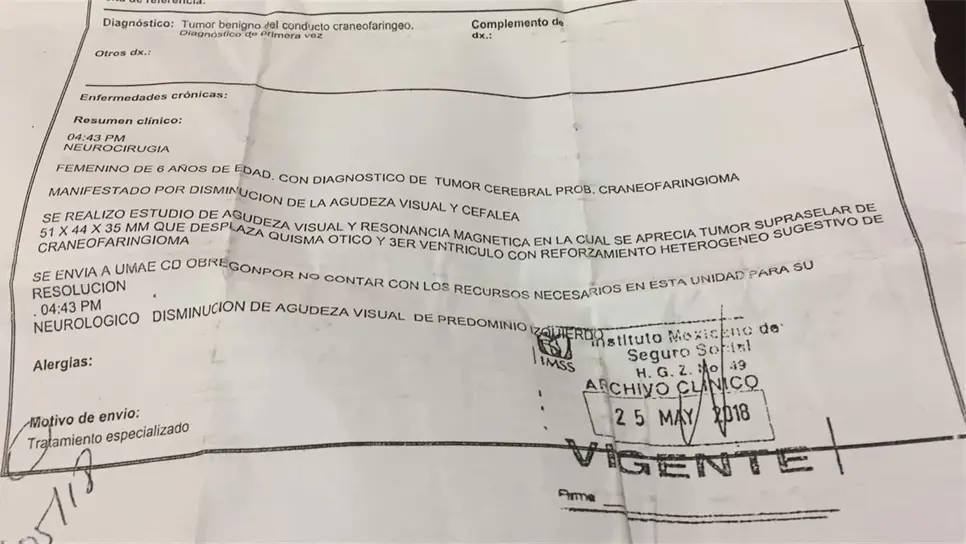 de referencia:
Diagnóstico: Tumor benigno del conducto craneofaringeo.
Diagnóstico de Primera vez
Complemento de
dx.:
Otros dx.:
Enfermedades crónicas:
Resumen clínico:
04:43 PM
NEUROCIRUGIA
FEMENINO DE 6 AÑOS DE EDAD. CON DIAGNOSTICO DE TUMOR CEREBRAL PROB. CRANEOFARINGIOMA
MANIFESTADO POR DISMINUCION DE LA AGUDEZA VISUAL Y CEFALEA
SE REALIZO ESTUDIO DE AGUDEZA VISUAL Y RESONANCIA MAGNETICA EN LA CUAL SE APRECIA TUMOR SUPRASELAR DE
51 X 44 X 35 MM QUE DESPLAZA QUISMA OTICO Y 3ER VENTRICULO CON REFORZAMIENTO HETEROGENEO SUGESTIVO DE
CRANEOFARINGIOMA
SE ENVIA A UMAE CD OBREGONPOR NO CONTAR CON LOS RECURSOS NECESARIOS EN ESTA UNIDAD PARA SU
RESOLUCION
. 04:43 PM
NEUROLOGICO DISMINUCION DE AGUDEZA VISUAL DE PREDOMINIO IZQUIERDO
Alergias:
Motivo de envio:
Tratamiento especializado
IMSS
Instituto Mexicano de
Seguro Social
H. G. Z. No 49
ARCHIVO CLINICO
25 MAY 2018
VIGENTE
Firma